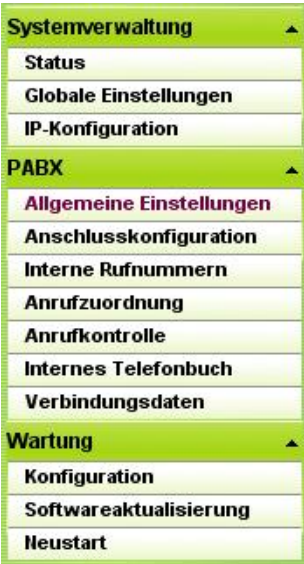 Systemverwaltung
Status
Globale Einstellungen
IP-Konfiguration
PABX
Allgemeine Einstellungen
Anschlusskonfiguration
Interne Rufnummern
Anrufzuordnung
Anrufkontrolle
Internes Telefonbuch
Verbindungsdaten
Wartung
Konfiguration
Softwareaktualisierung
Neustart